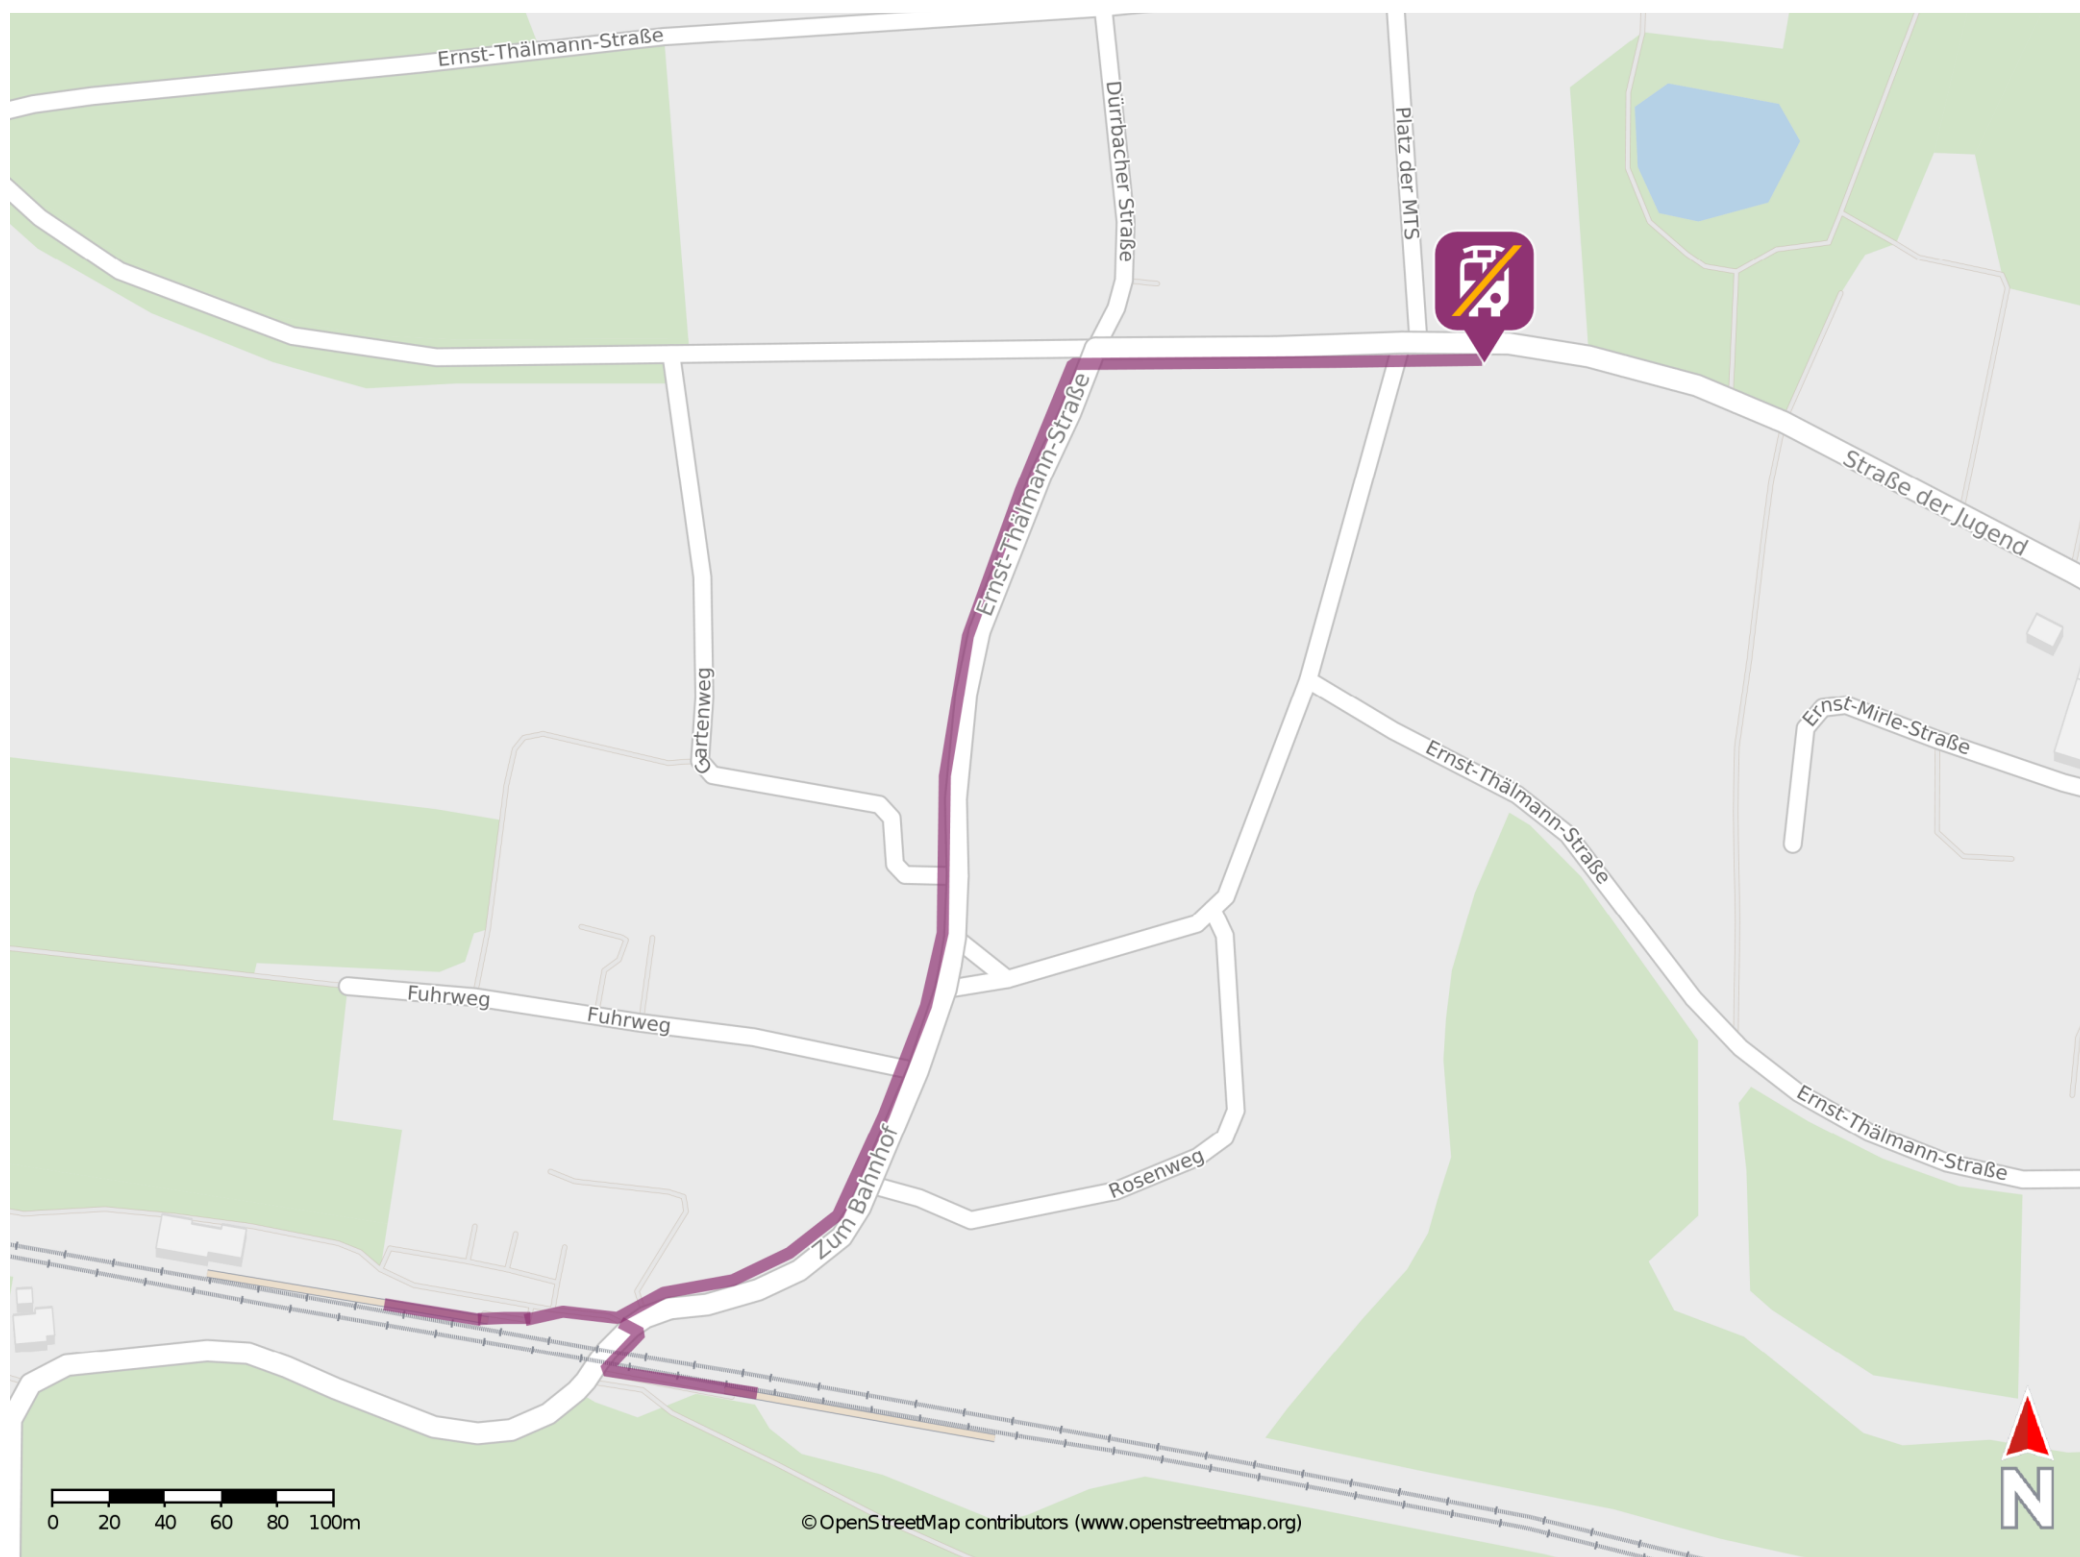 Ernst-Thälmann-Straße
Dürrbacher Straße
Platz der MTS
Ernst-Thälmann-Straße
Straße der Jugend
Gartenweg
Ernst-Mirle-Straße
Ernst-Thälmann-Straße
Fuhrweg
Fuhrweg
Ernst-Thälmann-Straße
Zum Bahnhof
Rosenweg
0 20 40 60 80 100m
© OpenStreetMap contributors (www.openstreetmap.org)
N